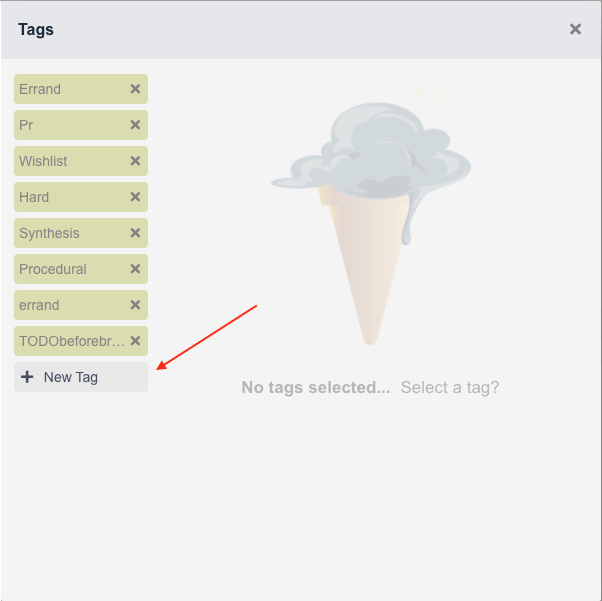 Tags
Errand
Pr
Wishlist
Hard
Synthesis
Procedural
errand
TODObeforebr...
New Tag
No tags selected... Select a tag?